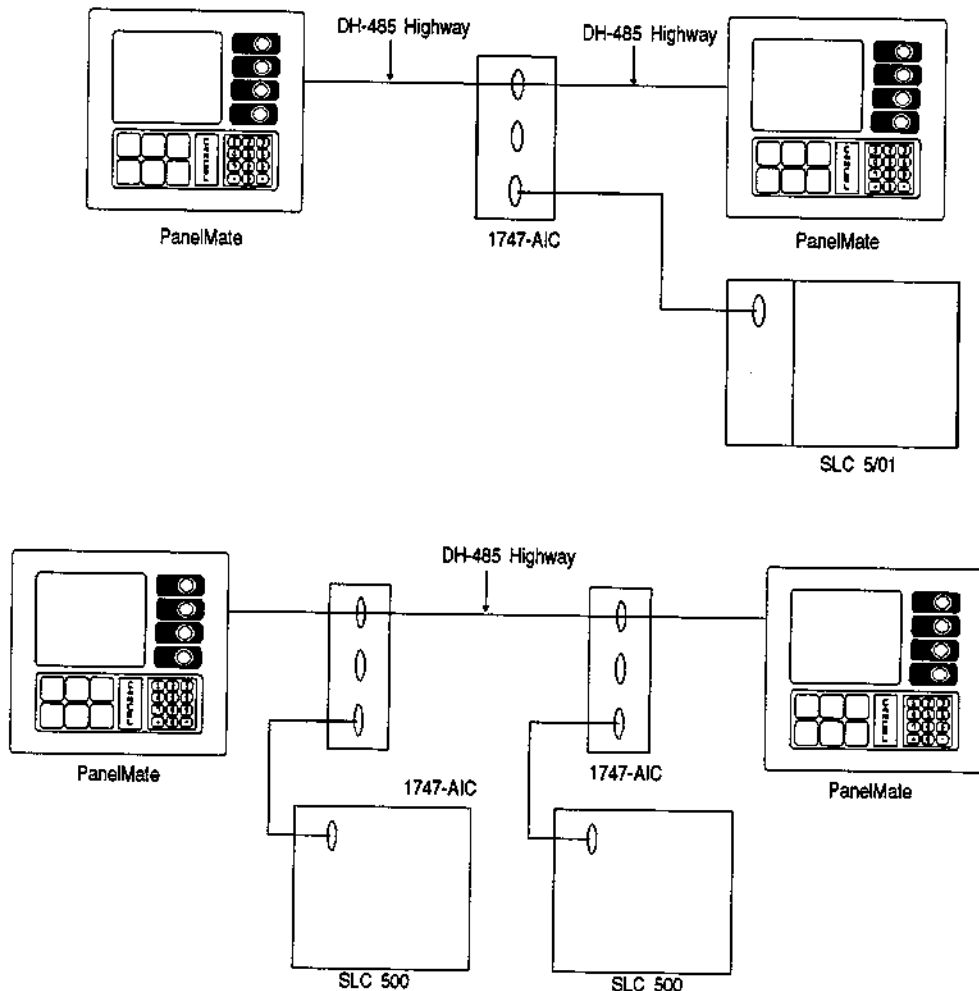 DH-485 Highway
DH-485 Highway
PanelMate
1747-AIC
PanelMate
SLC 5/01
DH-485 Highway
PanelMate
1747-AIC
1747-AIC
PanelMate
SLC 500
SLC 500